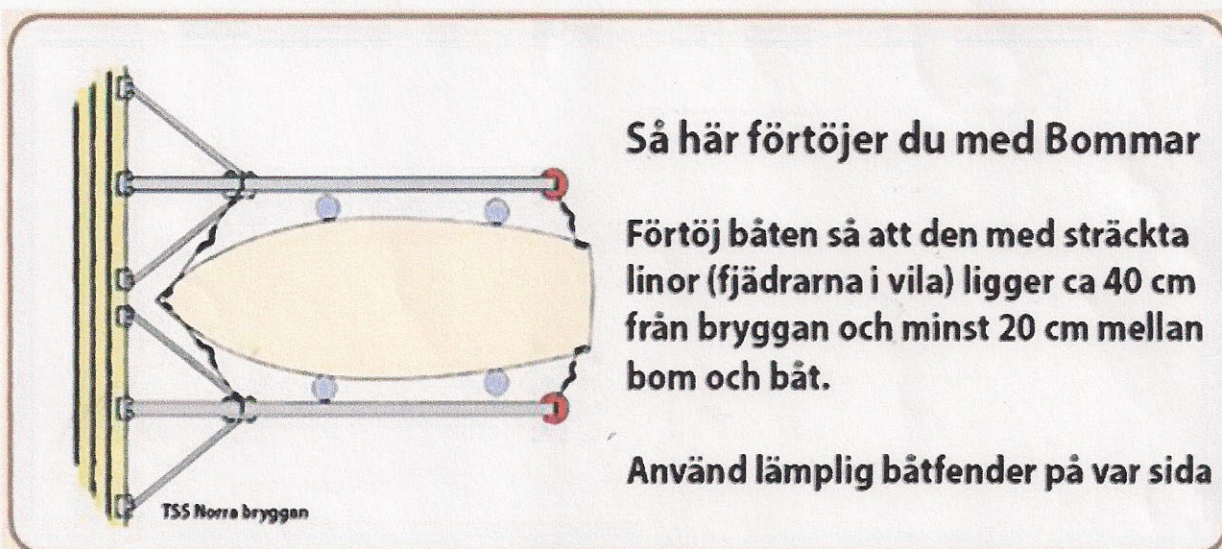 Så här förtöjer du med Bommar
Förtöj båten så att den med sträckta
linor (fjädrarna i vila) ligger ca 40 cm
från bryggan och minst 20 cm mellan
bom och båt.
Använd lämplig båtfender på var sida
TSS Norra bryggan